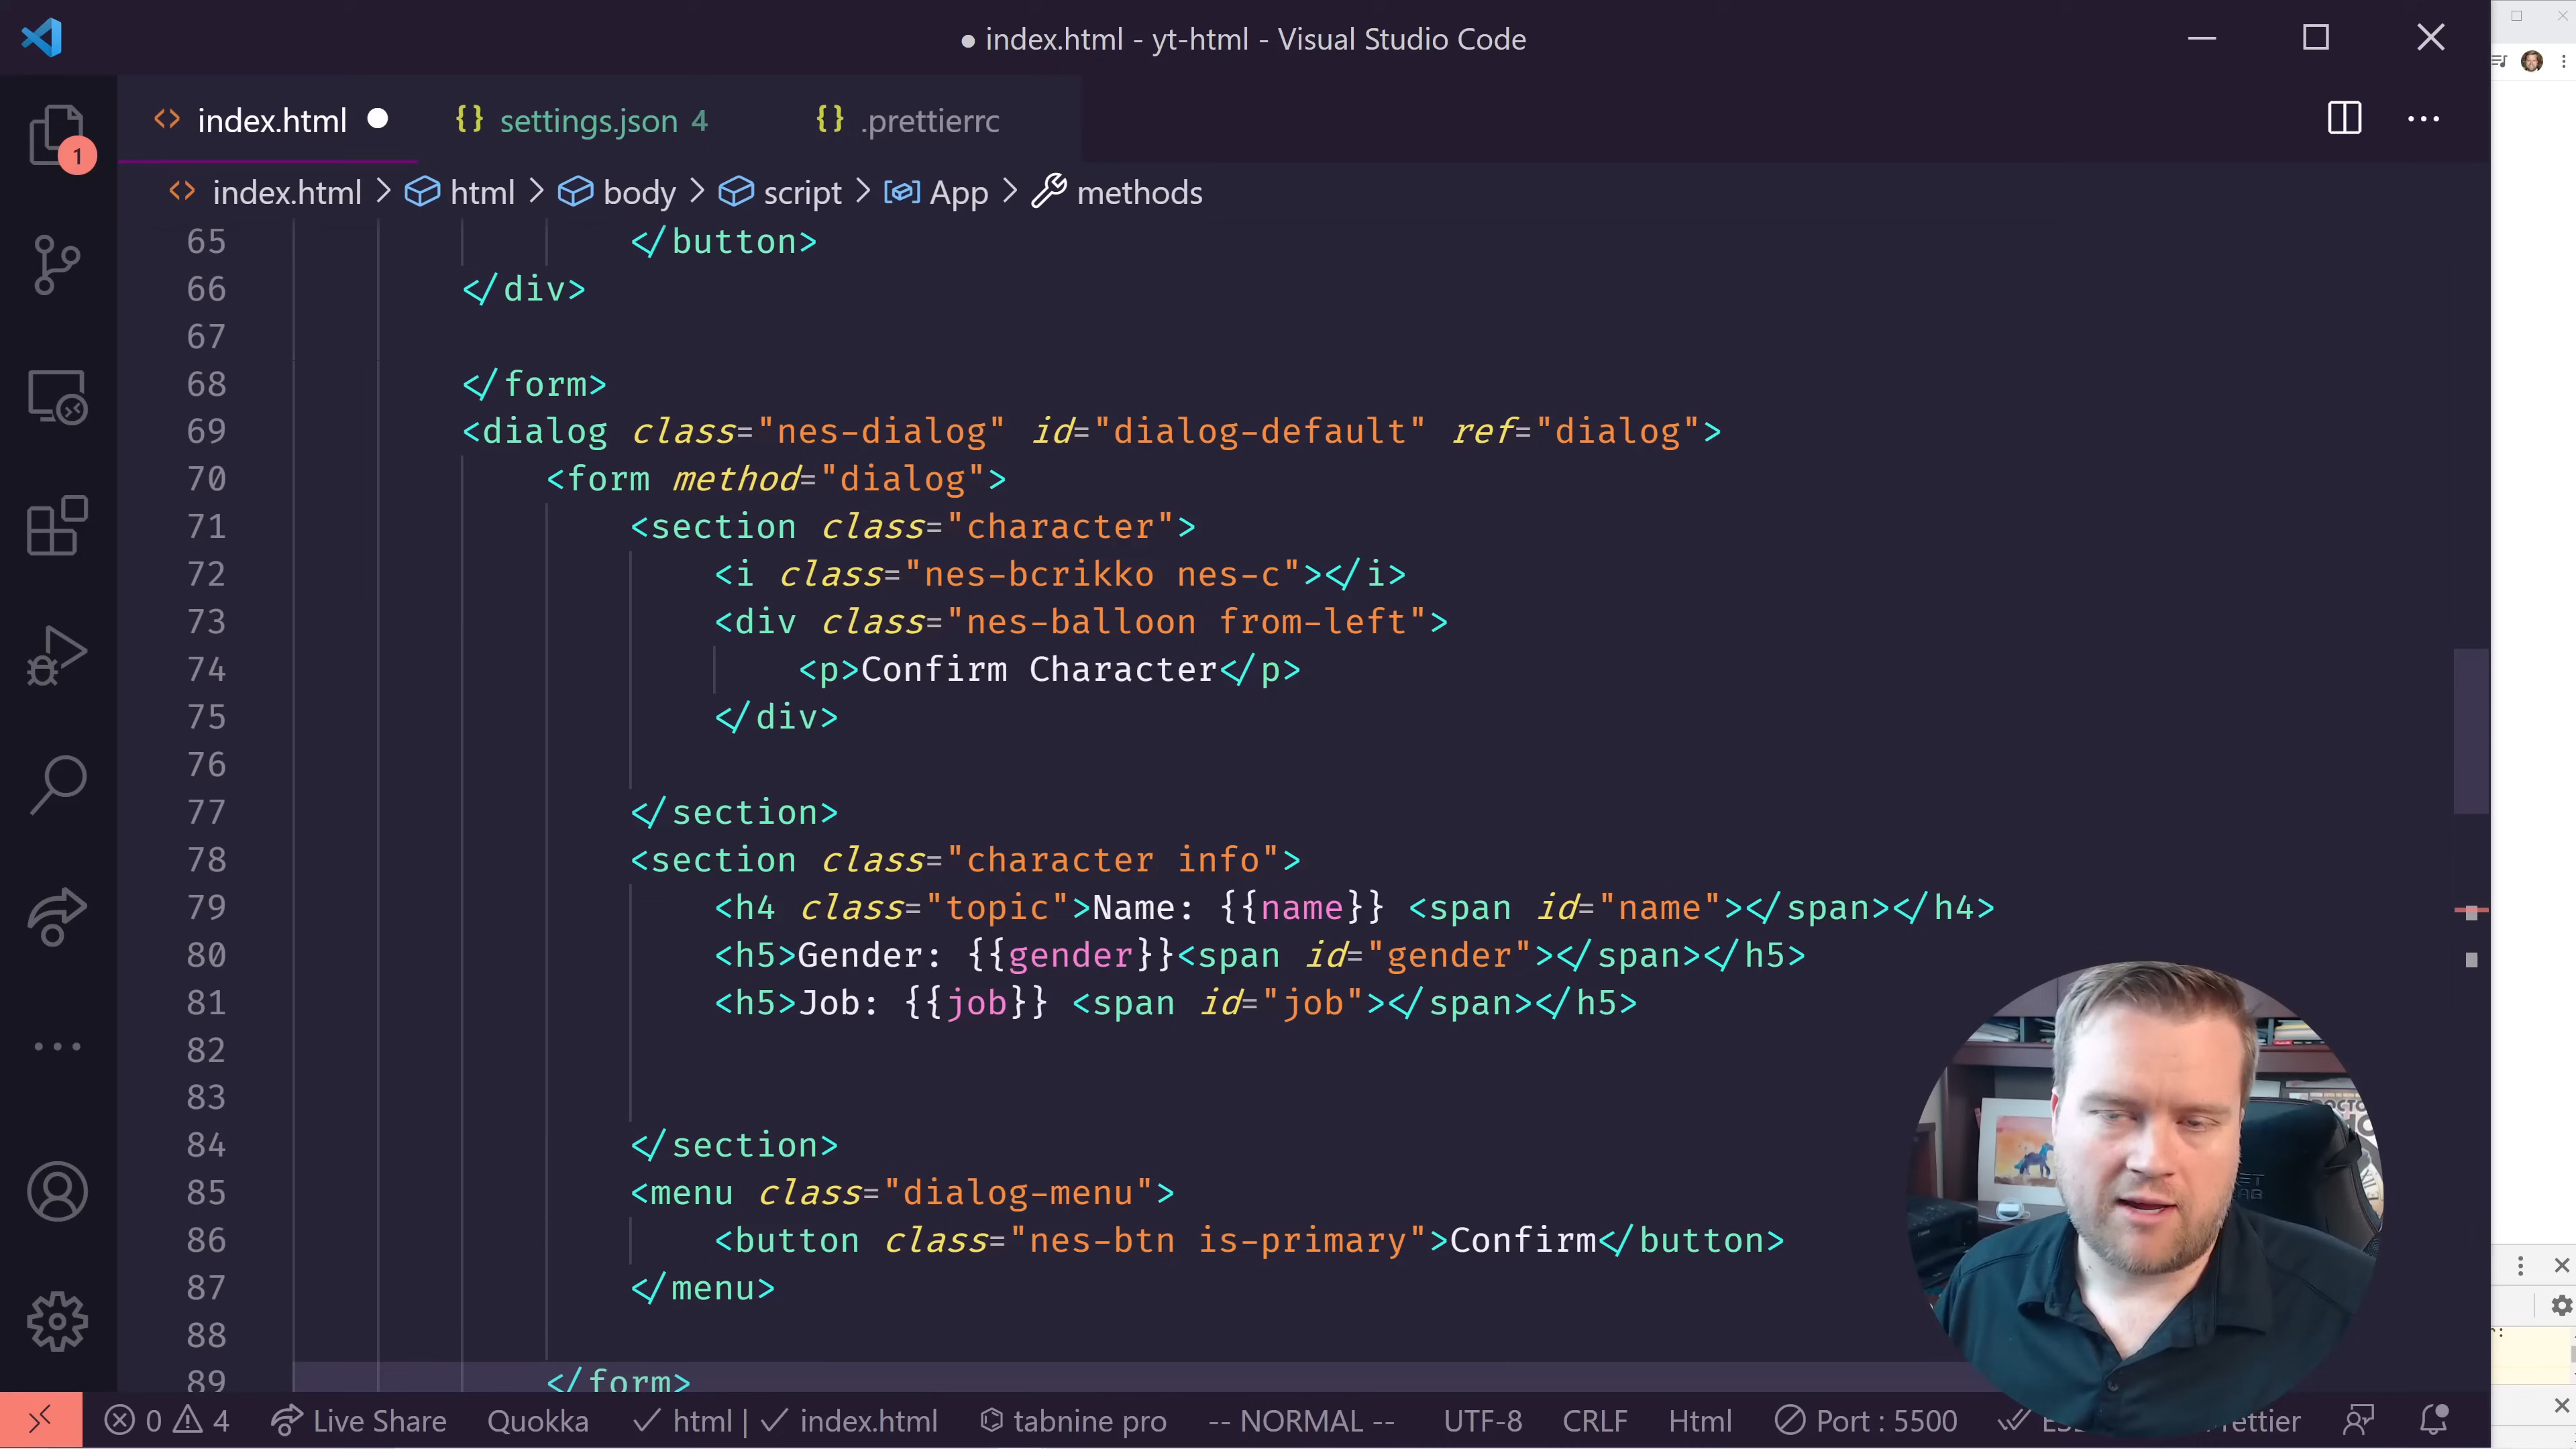 ● index.html - yt-html - Visual Studio Code
index.html ● {} settings.json 4 {} .prettierrc
1
index.html > html > body > script > App > methods
65 </button>
66 </div>
67
68 </form>
69 <dialog class="nes-dialog" id="dialog-default" ref="dialog">
70 <form method="dialog">
71 <section class="character">
72 <i class="nes-bcrikko nes-c"></i>
73 <div class="nes-balloon from-left">
74 <p>Confirm Character</p>
75 </div>
76
77 </section>
78 <section class="character info">
79 <h4 class="topic">Name: {{name}} <span id="name"></span></h4>
80 <h5>Gender: {{gender}}<span id="gender"></span></h5>
81 <h5>Job: {{job}} <span id="job"></span></h5>
82
83
84 </section>
85 <menu class="dialog-menu">
86 <button class="nes-btn is-primary">Confirm</button>
87 </menu>
88
89 </form>
0 4 Live Share Quokka html | index.html tabnine pro -- NORMAL -- UTF-8 CRLF Html Port : 5500